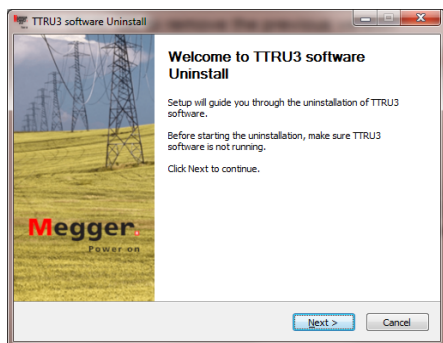 TTRU3 software Uninstall
Welcome to TTRU3 software
Uninstall
Setup will guide you through the uninstallation of TTRU3
software.
Before starting the uninstallation, make sure TTRU3
software is not running.
Click Next to continue.
Megger.
Power on
Next >
Cancel